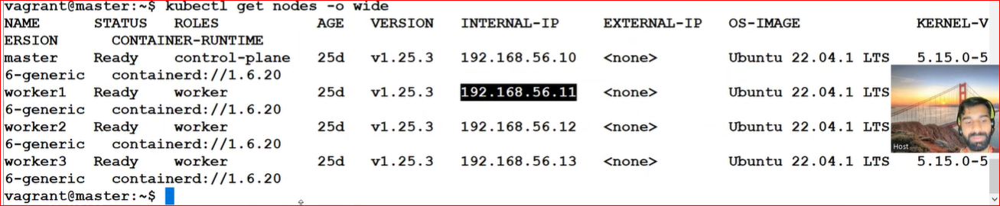 vagrant@master:~$ kubectl get nodes -o wide
NAME STATUS ROLES AGE VERSION INTERNAL-IP EXTERNAL-IP OS-IMAGE KERNEL-V
ERSION CONTAINER-RUNTIME
master Ready control-plane 25d v1.25.3 192.168.56.10 <none> Ubuntu 22.04.1 LTS 5.15.0-5
6-generic containerd://1.6.20
worker1 Ready worker 25d v1.25.3 192.168.56.11 <none> Ubuntu 22.04.1 LTS
6-generic containerd://1.6.20
worker2 Ready worker 25d v1.25.3 192.168.56.12 <none> Ubuntu 22.04.1 LTS
6-generic containerd://1.6.20
Host
worker3 Ready worker 25d v1.25.3 192.168.56.13 <none> Ubuntu 22.04.1 LTS 5.15.0-5
6-generic containerd://1.6.20
vagrant@master:~$